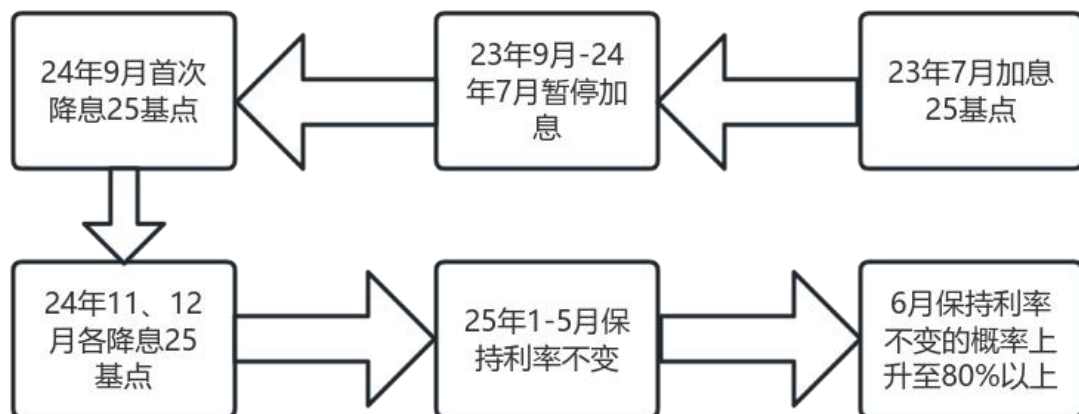 23年7月加息
25基点
23年9月-24
年7月暂停加
息
24年9月首次
降息25基点
24年11、12
月各降息25
基点
25年1-5月保
持利率不变
6月保持利率
不变的概率上
升至80%以上